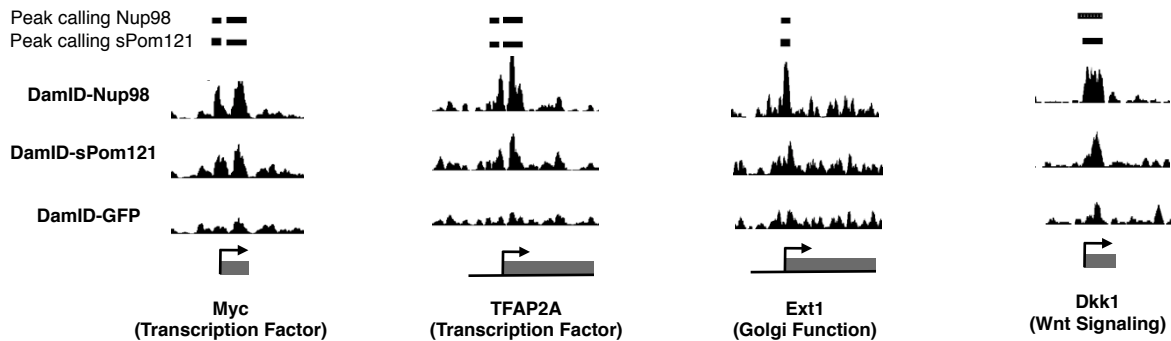 Peak calling Nup98
Peak calling sPom121
DamID-Nup98
DamID-sPom121
DamID-GFP
Myc
(Transcription Factor)
TFAP2A
(Transcription Factor)
Ext1
(Golgi Function)
Dkk1
(Wnt Signaling)